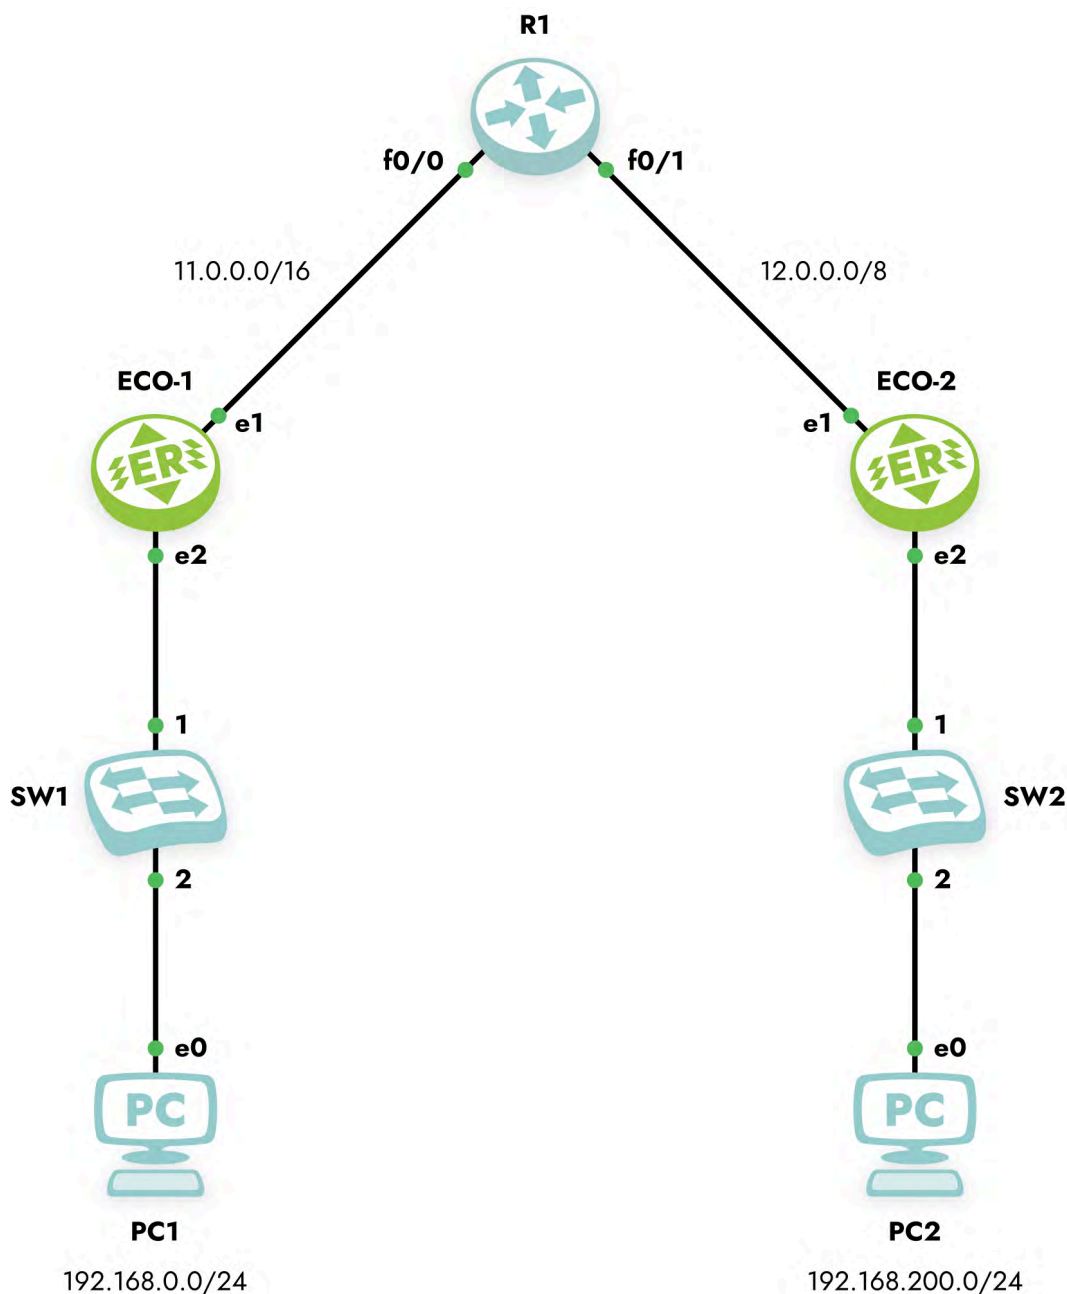 R1
f0/0
f0/1
11.0.0.0/16
12.0.0.0/8
ECO-1
ECO-2
e1
e1
ER
ER
e2
e2
1
1
SW1
SW2
2
2
e0
e0
PC
PC
PC1
PC2
192.168.0.0/24
192.168.200.0/24